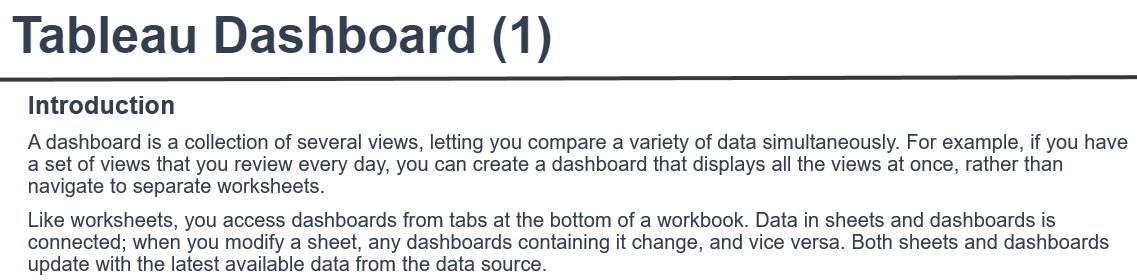 Tableau Dashboard (1)
Introduction
A dashboard is a collection of several views, letting you compare a variety of data simultaneously. For example, if you have
a set of views that you review every day, you can create a dashboard that displays all the views at once, rather than
navigate to separate worksheets.
Like worksheets, you access dashboards from tabs at the bottom of a workbook. Data in sheets and dashboards is
connected; when you modify a sheet, any dashboards containing it change, and vice versa. Both sheets and dashboards
update with the latest available data from the data source.